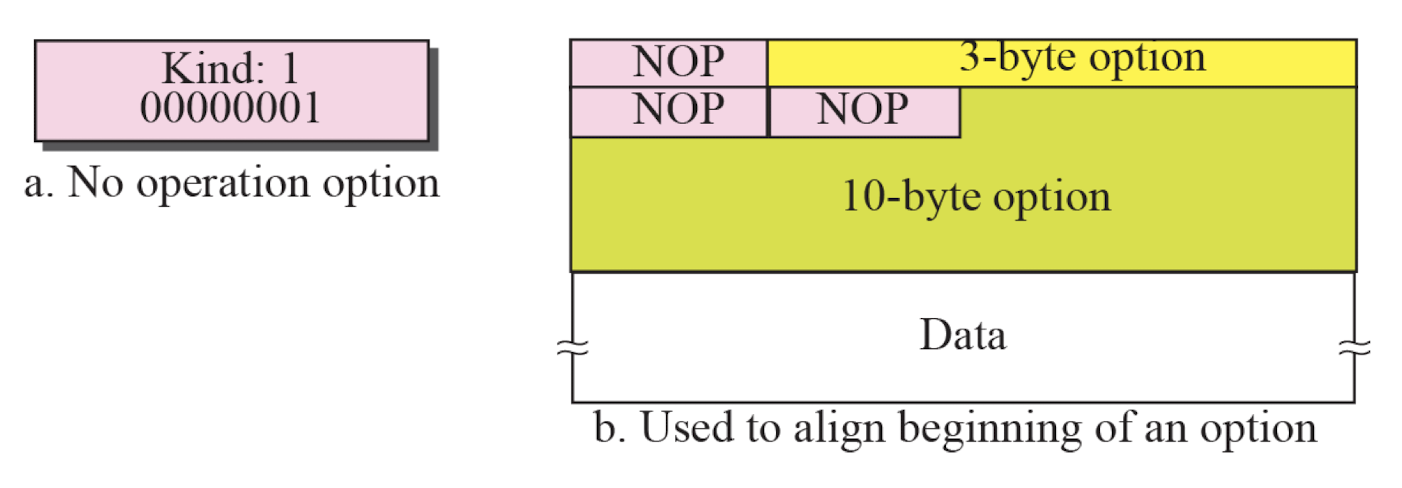 Kind: 1
00000001
a. No operation option
NOP
3-byte option
NOP
NOP
10-byte option
Data
b. Used to align beginning of an option